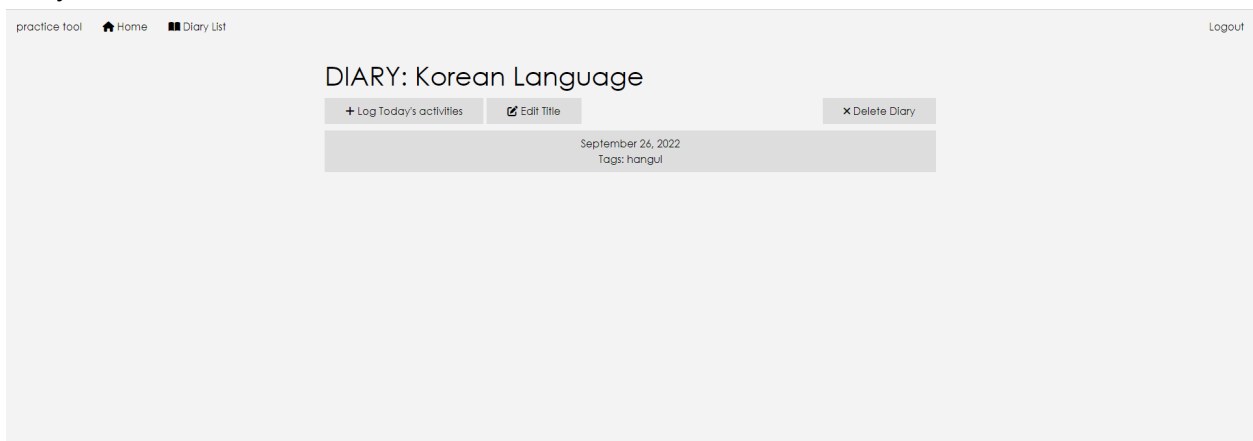 practice tool Home Diary List Logout
DIARY: Korean Language
+ Log Today's activities Edit Title × Delete Diary
September 26, 2022
Tags: hangul